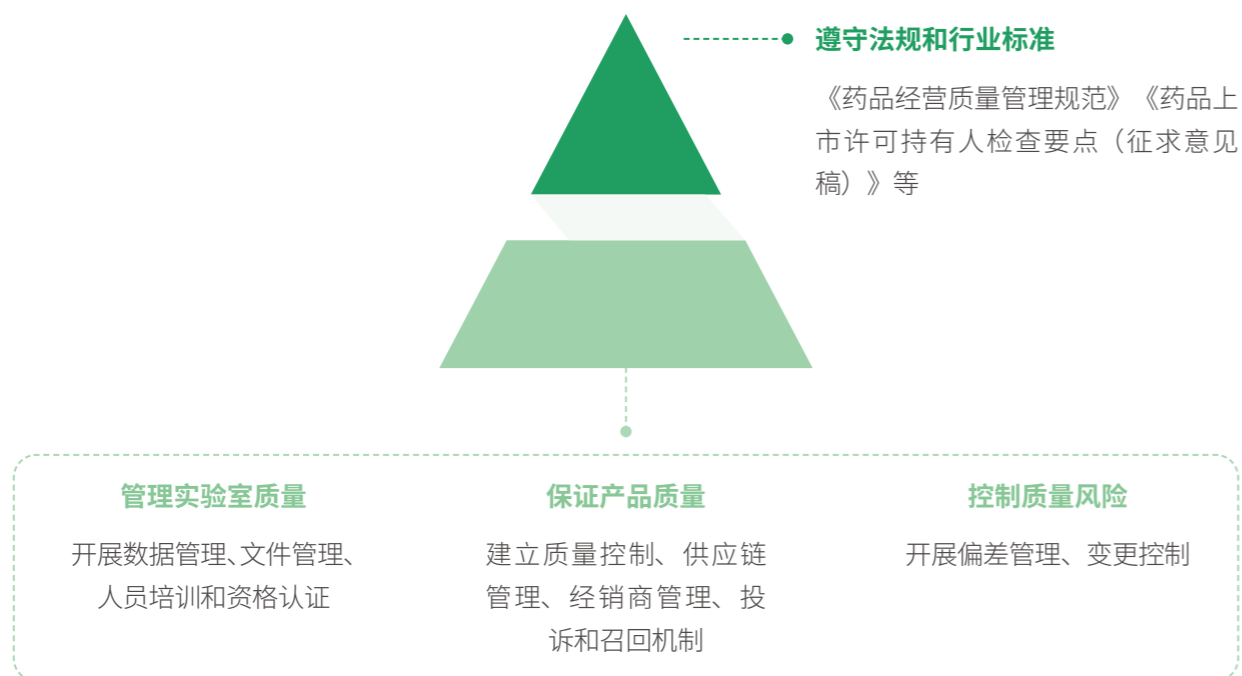 遵守法规和行业标准
《药品经营质量管理规范》《药品上
市许可持有人检查要点（征求意见
稿）》等
管理实验室质量
开展数据管理、文件管理、
人员培训和资格认证
保证产品质量
建立质量控制、供应链
管理、经销商管理、投
诉和召回机制
控制质量风险
开展偏差管理、变更控制